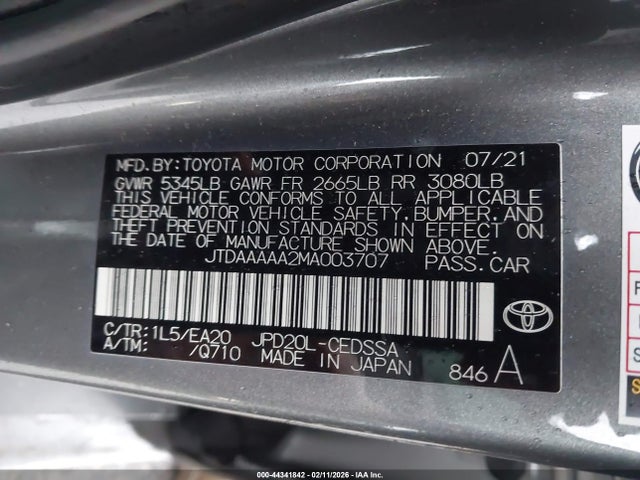 MFD.BY:TOYOTA MOTOR CORPORATION 07/21
GVWR 5345LB GAWR FR 2665LB RR 3080LB
THIS VEHICLE CONFORMS TO ALL APPLICABLE
FEDERAL MOTOR VEHICLE SAFETY,BUMPER,AND
THEFT PREVENTION STANDARDS IN EFFECT ON
THE DATE OF MANUFACTURE SHOWN ABOVE.
JTDAAAAA2MA003707 PASS.CAR
C/TR: 1L5/EA20 JPD20L-CEDSSA
A/TM: /Q710 MADE IN JAPAN 846 A
000-44341842 - 02/11/2026 - IAA Inc.